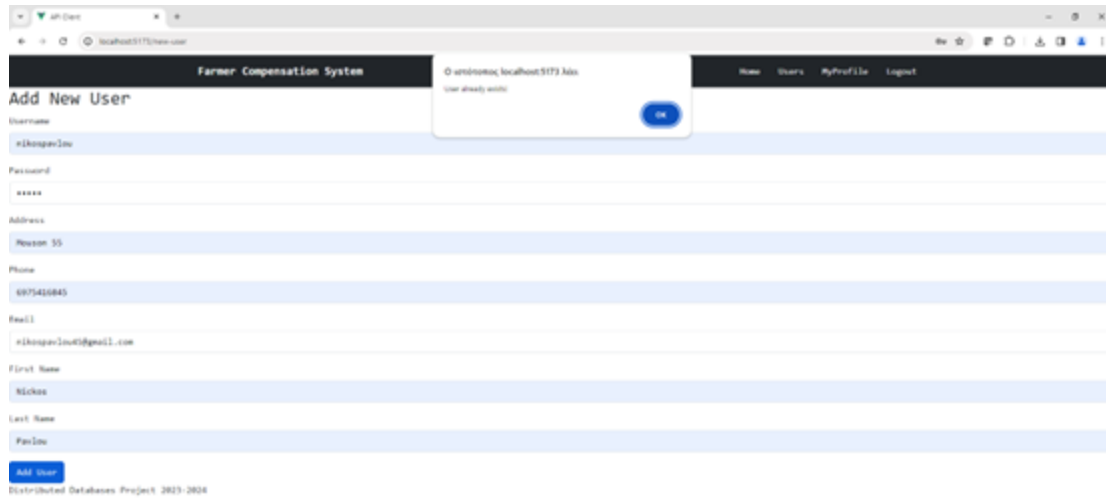 API Client
localhost:5173/new-user
Farmer Compensation System
Home Users MyProfile Logout
Ο ιστότοπος localhost:5173 λέει
User already exists!
OK
Add New User
Username
nikospavlou
Password
•••••
Address
Mouson 55
Phone
6975416845
Email
nikospavlou45@gmail.com
First Name
Nickos
Last Name
Pavlou
Add User
Distributed Databases Project 2023-2024